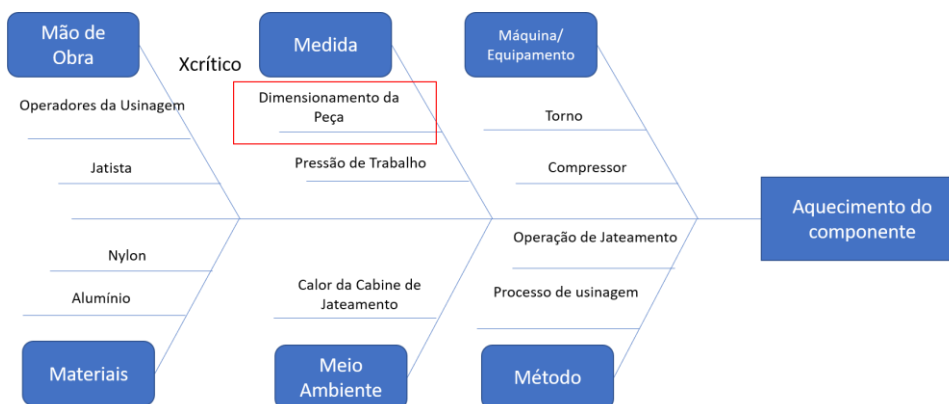 Mão de
Obra
Xcrítico
Medida
Máquina/
Equipamento
Operadores da Usinagem
Dimensionamento da
Peça
Torno
Jatista
Pressão de Trabalho
Compressor
Aquecimento do
componente
Nylon
Operação de Jateamento
Alumínio
Calor da Cabine de
Jateamento
Processo de usinagem
Materiais
Meio
Ambiente
Método